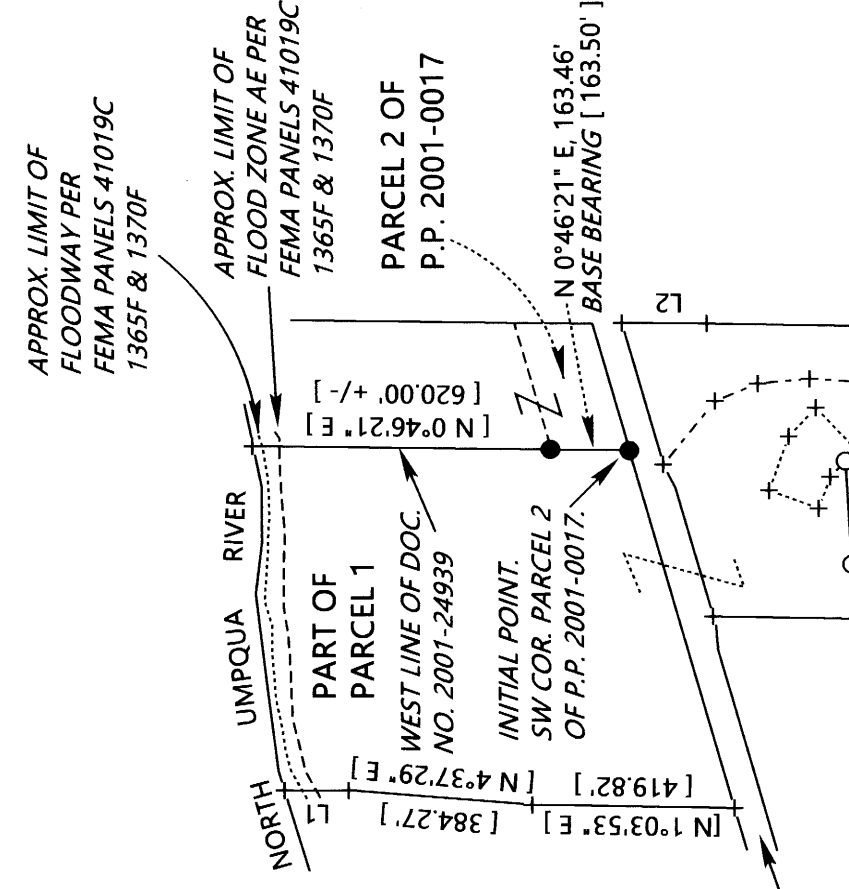 APPROX. LIMIT OF
FLOODWAY PER
FEMA PANELS 41019C
1365F & 1370F
APPROX. LIMIT OF
FLOOD ZONE AE PER
FEMA PANELS 41019C
1365F & 1370F
PARCEL 2 OF
P.P. 2001-0017
N 0°46'21" E, 163.46'
BASE BEARING [ 163.50' ]
L2
[ N 0°46'21" E ]
[ 620.00' +/- ]
NORTH UMPQUA RIVER
PART OF
PARCEL 1
WEST LINE OF DOC.
NO. 2001-24939
INITIAL POINT.
SW COR. PARCEL 2
OF P.P. 2001-0017.
L1
[ N 4°37'29" E ]
[ 384.27' ]
[ 419.82' ]
[N 1°03'53" E ]